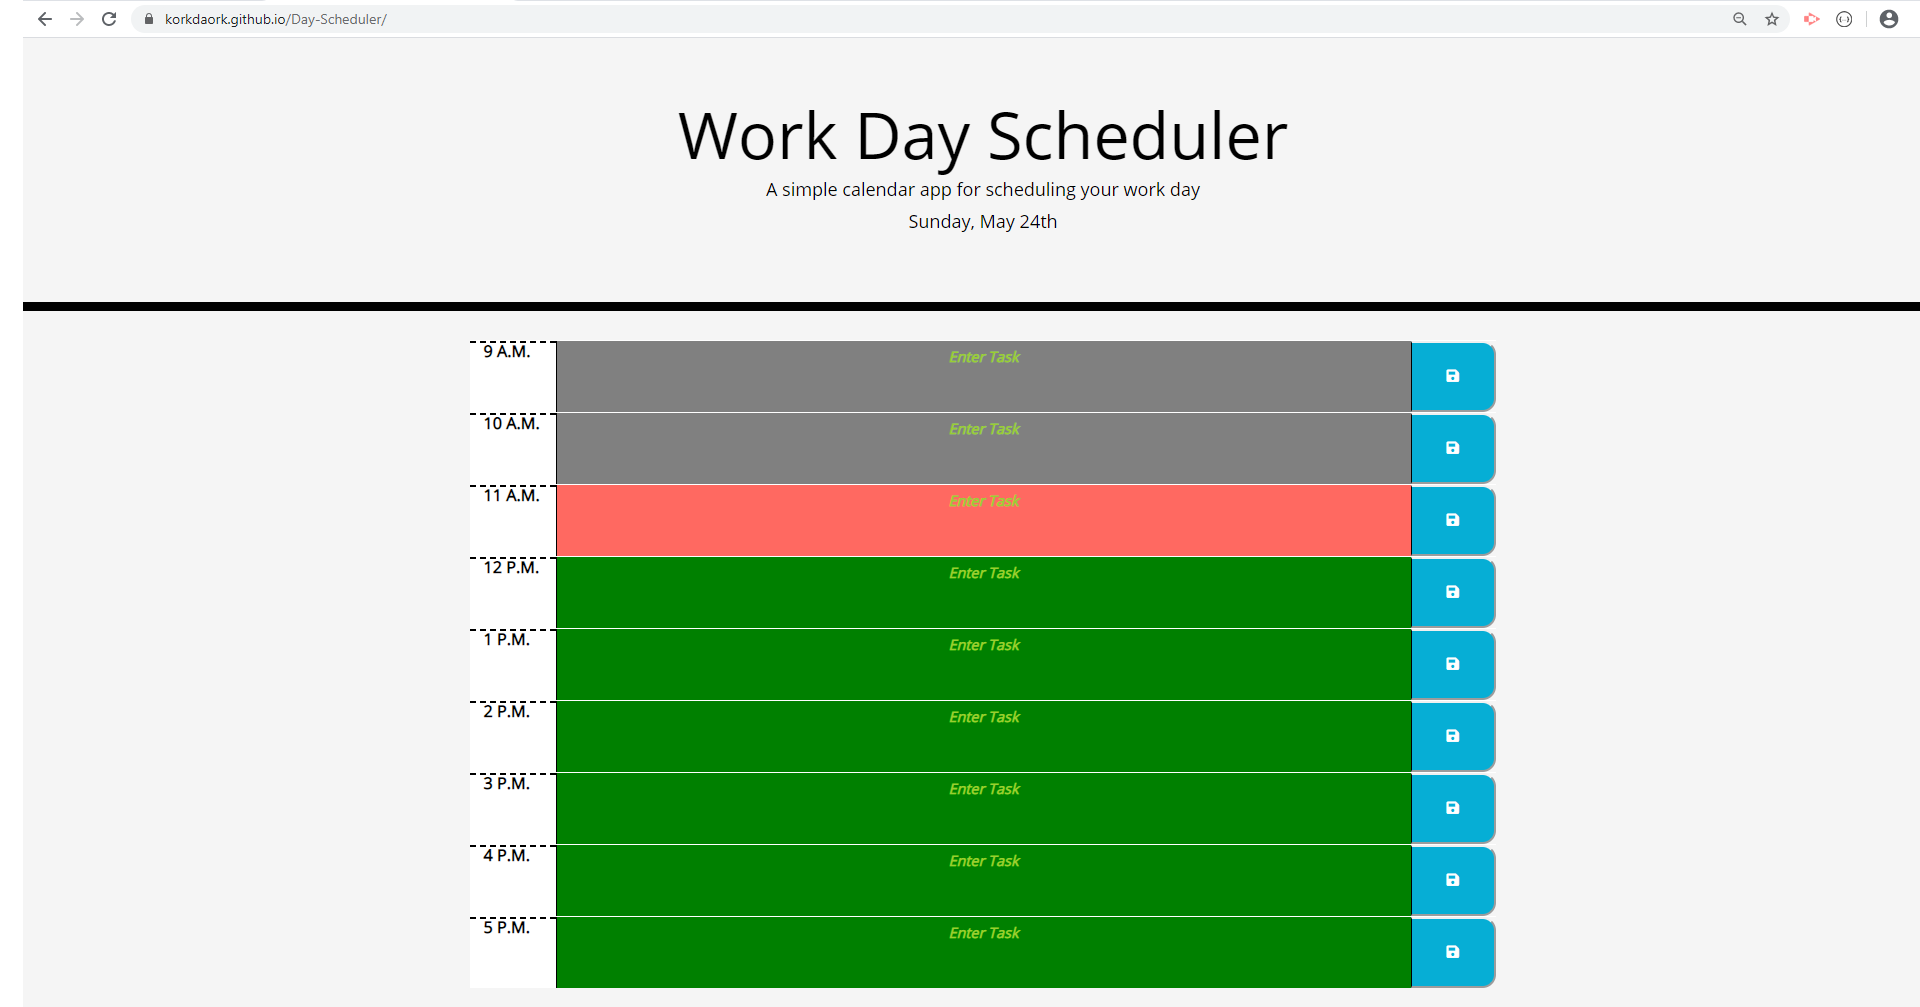 korkdaork.github.io/Day-Scheduler/
Work Day Scheduler
A simple calendar app for scheduling your work day
Sunday, May 24th
9 A.M.
Enter Task
10 A.M.
Enter Task
11 A.M.
Enter Task
12 P.M.
Enter Task
1 P.M.
Enter Task
2 P.M.
Enter Task
3 P.M.
Enter Task
4 P.M.
Enter Task
5 P.M.
Enter Task